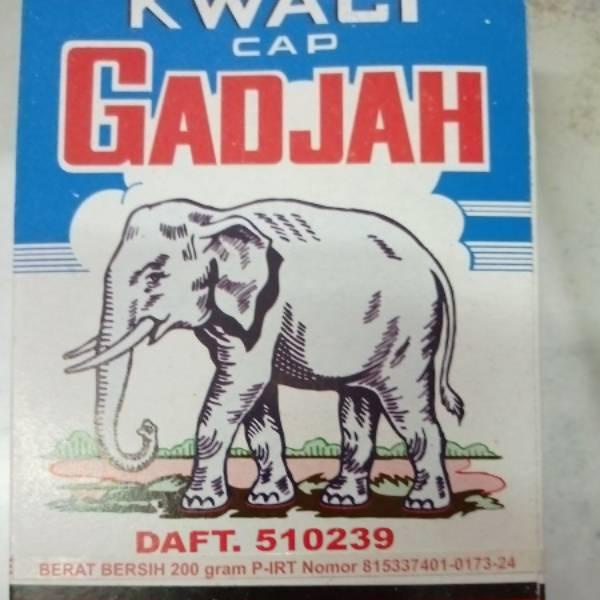 KWACI
CAP
GADJAH
DAFT. 510239
BERAT BERSIH 200 gram P-IRT Nomor 815337401-0173-24